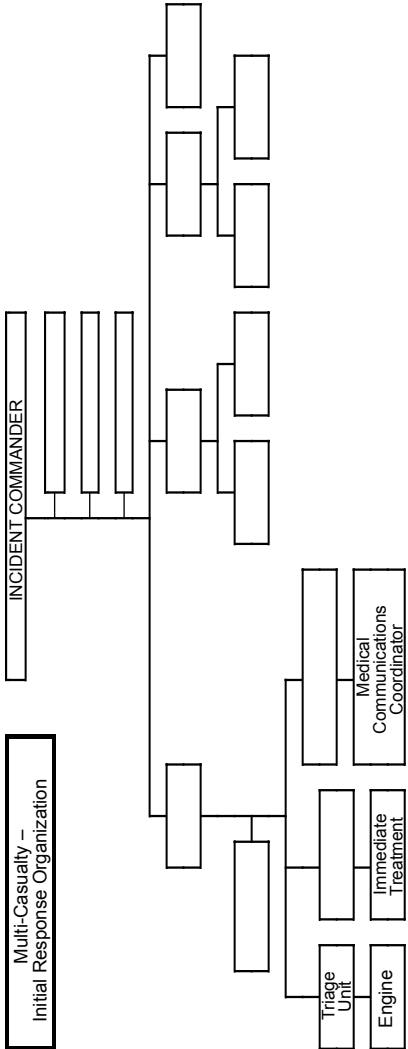 Multi-Casualty –
Initial Response Organization
INCIDENT COMMANDER
Triage
Unit
Engine
Immediate
Treatment
Medical
Communications
Coordinator